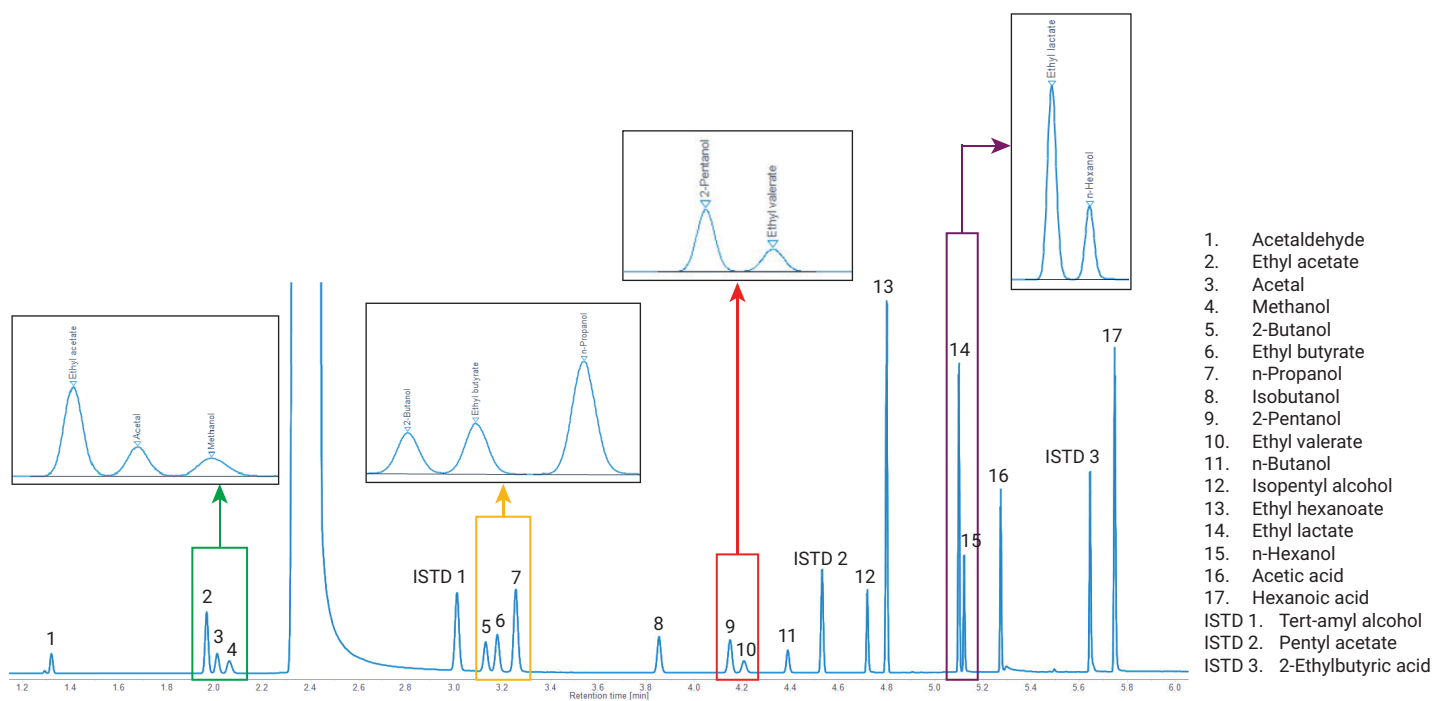 Ethyl lactate
n-Hexanol
2-Pentanol
Ethyl valerate
Ethyl acetate
Acetal
Methanol
2-Butanol
Ethyl butyrate
n-Propanol
1
2
3
4
ISTD 1
5
6
7
8
9
10
11
ISTD 2
12
13
14
15
16
ISTD 3
17
1.2 1.4 1.6 1.8 2.0 2.2 2.4 2.6 2.8 3.0 3.2 3.4 3.6 3.8 4.0 4.2 4.4 4.6 4.8 5.0 5.2 5.4 5.6 5.8 6.0
Retention time [min]
1. Acetaldehyde
2. Ethyl acetate
3. Acetal
4. Methanol
5. 2-Butanol
6. Ethyl butyrate
7. n-Propanol
8. Isobutanol
9. 2-Pentanol
10. Ethyl valerate
11. n-Butanol
12. Isopentyl alcohol
13. Ethyl hexanoate
14. Ethyl lactate
15. n-Hexanol
16. Acetic acid
17. Hexanoic acid
ISTD 1. Tert-amyl alcohol
ISTD 2. Pentyl acetate
ISTD 3. 2-Ethylbutyric acid